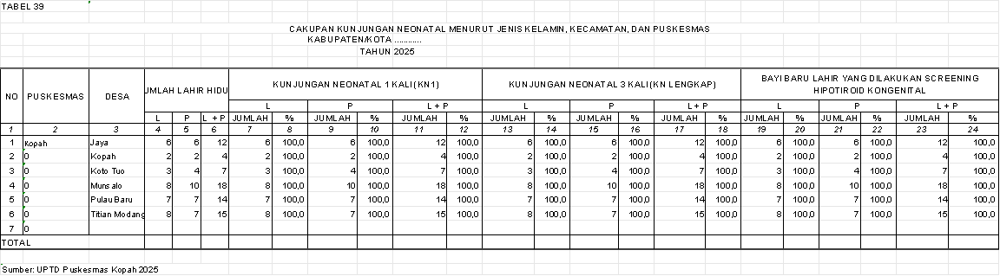 TABEL 39
CAKUPAN KUNJUNGAN NEONATAL MENURUT JENIS KELAMIN, KECAMATAN, DAN PUSKESMAS
KABUPATEN/KOTA ............
TAHUN 2025
NO PUSKESMAS DESA UMLAH LAHIR HIDU KUNJUNGAN NEONATAL 1 KALI (KN1) KUNJUNGAN NEONATAL 3 KALI (KN LENGKAP) BAYI BARU LAHIR YANG DILAKUKAN SCREENING HIPOTIROID KONGENITAL
L P L + P L P L + P L P L + P
L P L + P JUMLAH % JUMLAH % JUMLAH % JUMLAH % JUMLAH % JUMLAH % JUMLAH % JUMLAH % JUMLAH %
1 2 3 4 5 6 7 8 9 10 11 12 13 14 15 16 17 18 19 20 21 22 23 24
1 Kopah Jaya 6 6 12 6 100,0 6 100,0 12 100,0 6 100,0 6 100,0 12 100,0 6 100,0 6 100,0 12 100,0
2 0 Kopah 2 2 4 2 100,0 2 100,0 4 100,0 2 100,0 2 100,0 4 100,0 2 100,0 2 100,0 4 100,0
3 0 Koto Tuo 3 4 7 3 100,0 4 100,0 7 100,0 3 100,0 4 100,0 7 100,0 3 100,0 4 100,0 7 100,0
4 0 Munsalo 8 10 18 8 100,0 10 100,0 18 100,0 8 100,0 10 100,0 18 100,0 8 100,0 10 100,0 18 100,0
5 0 Pulau Baru 7 7 14 7 100,0 7 100,0 14 100,0 7 100,0 7 100,0 14 100,0 7 100,0 7 100,0 14 100,0
6 0 Titian Modang 8 7 15 8 100,0 7 100,0 15 100,0 8 100,0 7 100,0 15 100,0 8 100,0 7 100,0 15 100,0
7 0
TOTAL
Sumber: UPTD Puskesmas Kopah 2025